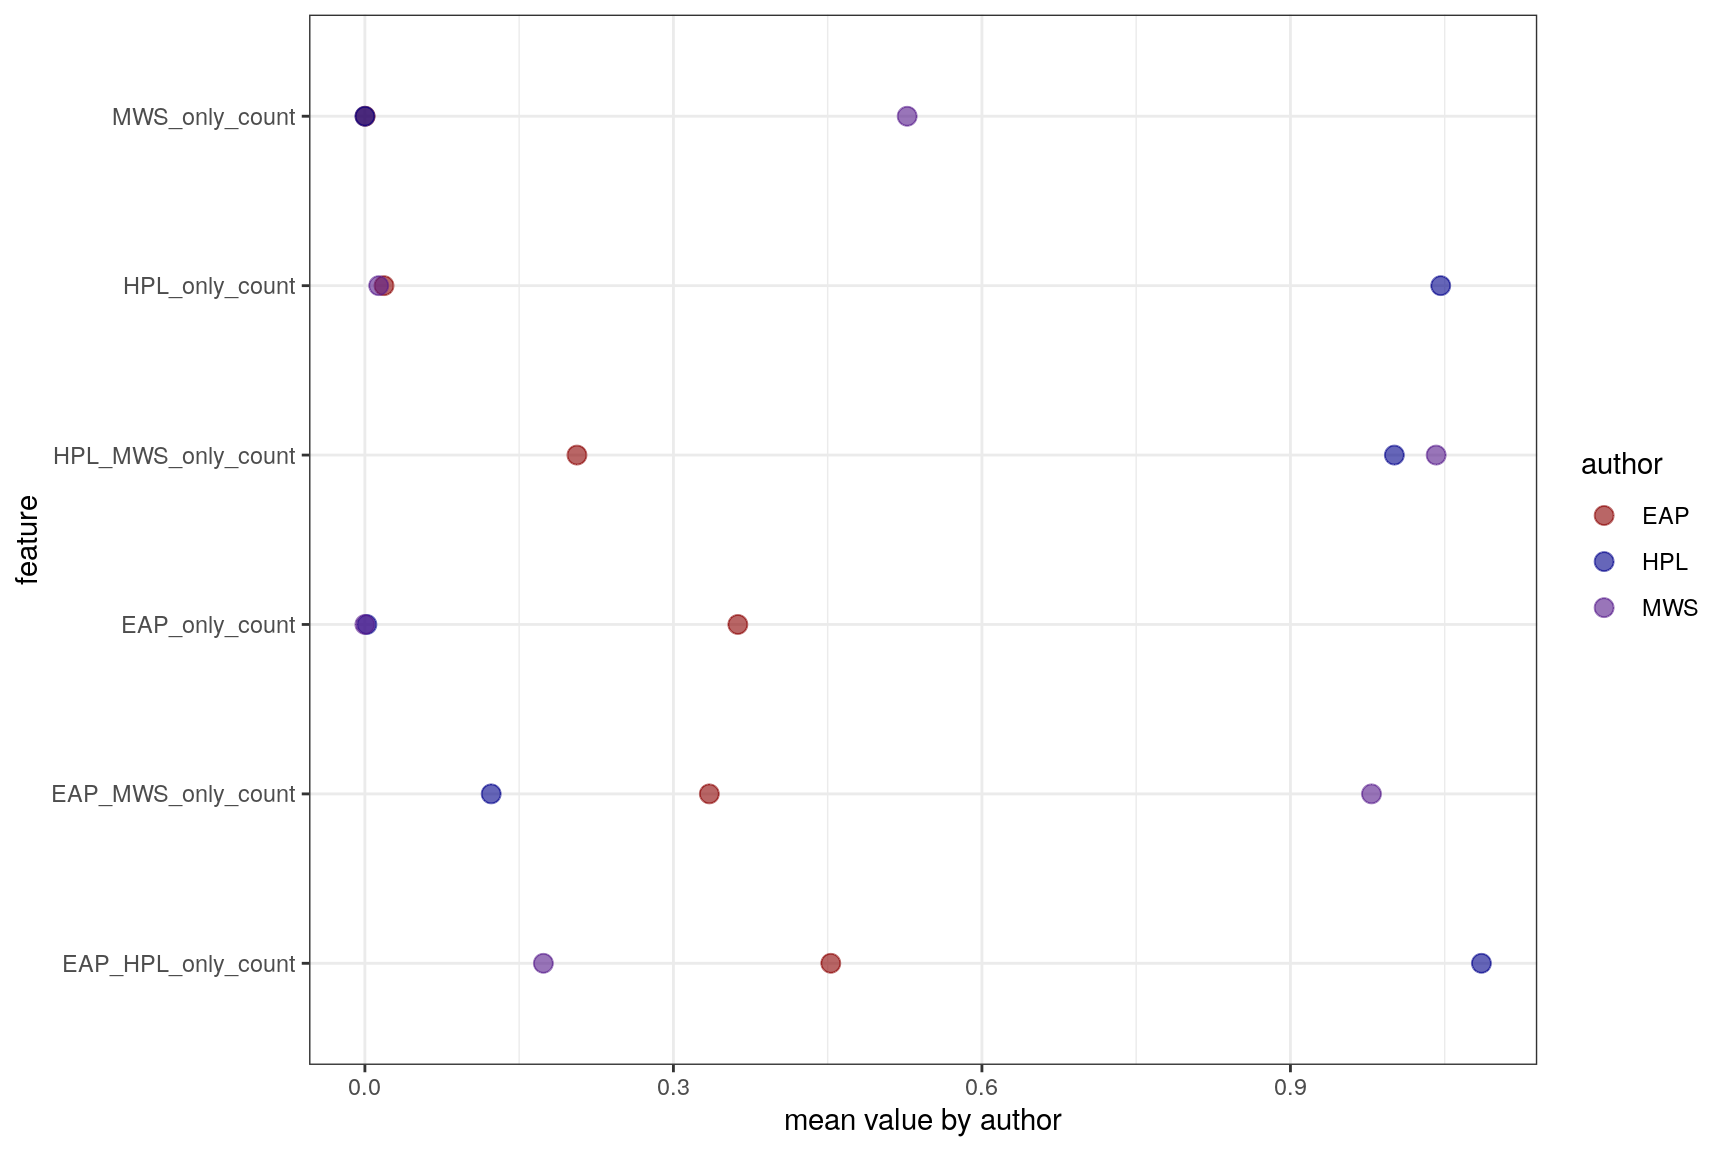 MWS_only_count
HPL_only_count
HPL_MWS_only_count
EAP_only_count
EAP_MWS_only_count
EAP_HPL_only_count
feature
0.0 0.3 0.6 0.9
mean value by author
author
EAP
HPL
MWS